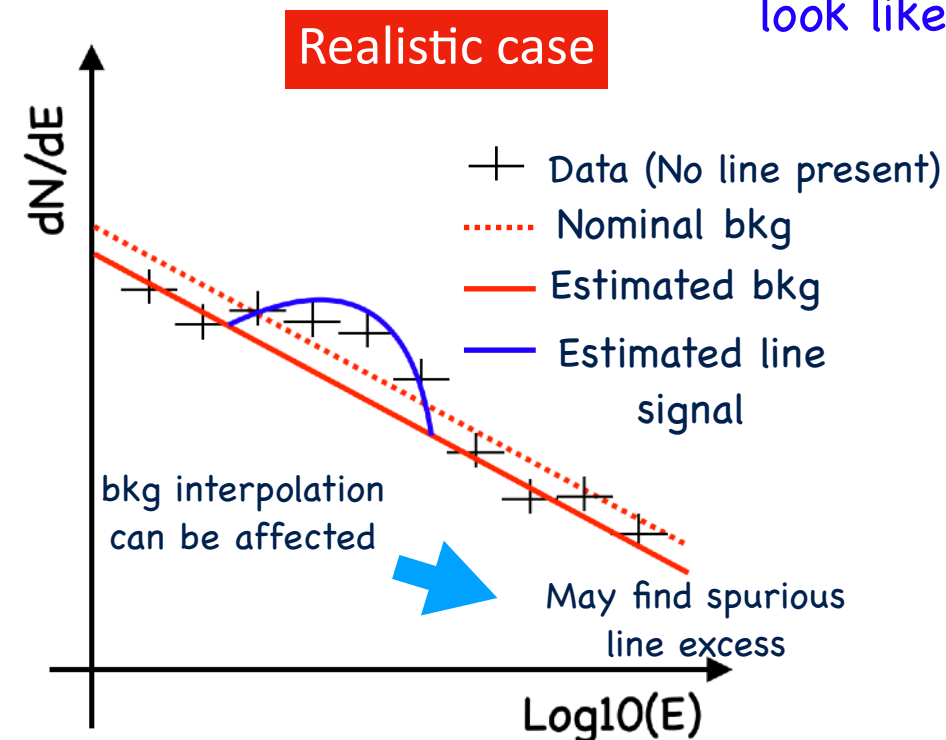 look like
Realistic case
dN/dE
Data (No line present)
Nominal bkg
Estimated bkg
Estimated line
signal
bkg interpolation
can be affected
May find spurious
line excess
Log10(E)